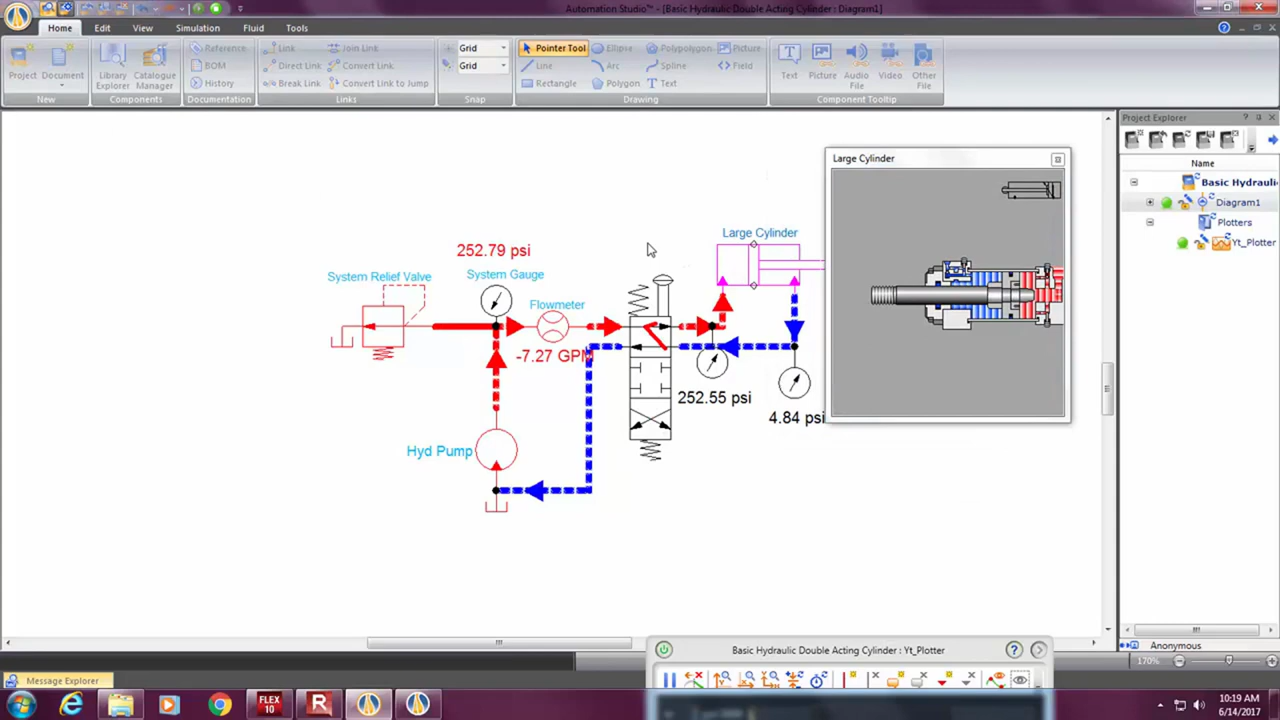 Automation Studio™ - [Basic Hydraulic Double Acting Cylinder : Diagram1]
Home Edit View Simulation Fluid Tools
Project Document
New
Library Explorer Catalogue Manager
Components
Reference
BOM
History
Documentation
Link Join Link
Direct Link Convert Link
Break Link Convert Link to Jump
Links
Grid
Grid
Snap
Pointer Tool Ellipse Polypolygon Picture
Line Arc Spline Field
Rectangle Polygon Text
Drawing
Text Picture Audio File Video Other File
Component Tooltip
Project Explorer
Name
Basic Hydrauli
Diagram1
Plotters
Yt_Plotter
Large Cylinder
Large Cylinder
252.79 psi
System Relief Valve
System Gauge
Flowmeter
-7.27 GPM
252.55 psi
4.84 psi
Hyd Pump
Basic Hydraulic Double Acting Cylinder : Yt_Plotter
Anonymous
170%
Message Explorer
FLEX 10
R
10:19 AM
6/14/2017